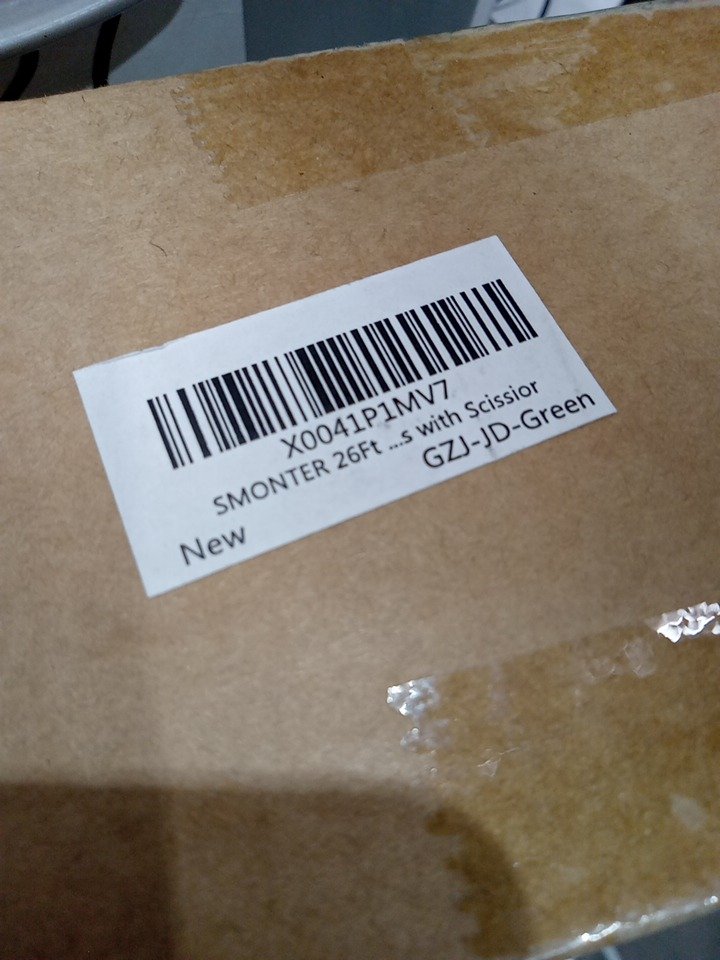 X0041P1MV7
SMONTER 26Ft ...s with Scissior
GZJ-JD-Green
New